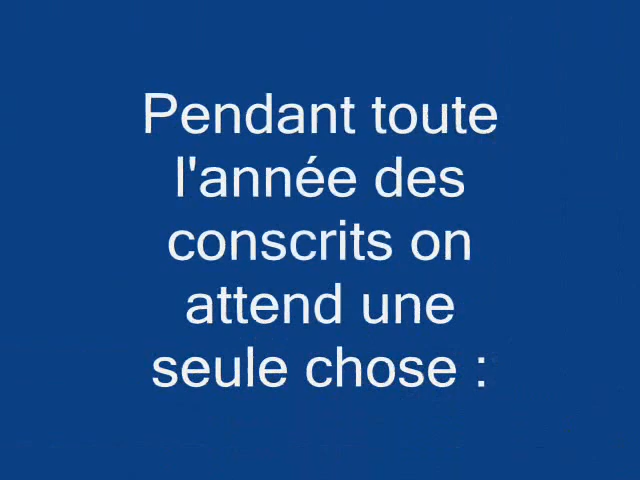 Pendant toute
l'année des
conscrits on
attend une
seule chose :